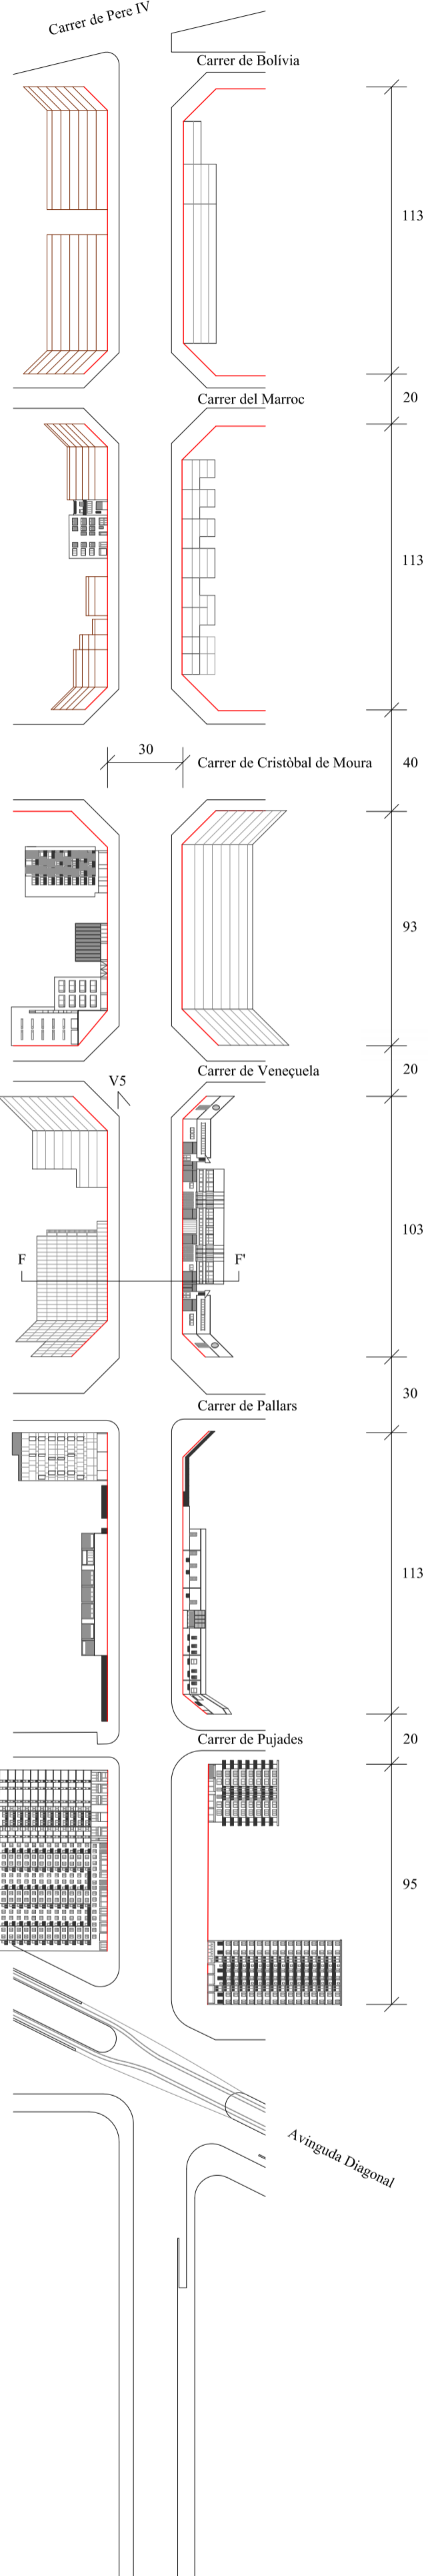 Carrer de Pere IV
Carrer de Bolívia
113
Carrer del Marroc
20
113
30
Carrer de Cristòbal de Moura
40
93
Carrer de Veneçuela
20
V5
103
F
F'
30
Carrer de Pallars
113
Carrer de Pujades
20
95
Avinguda Diagonal